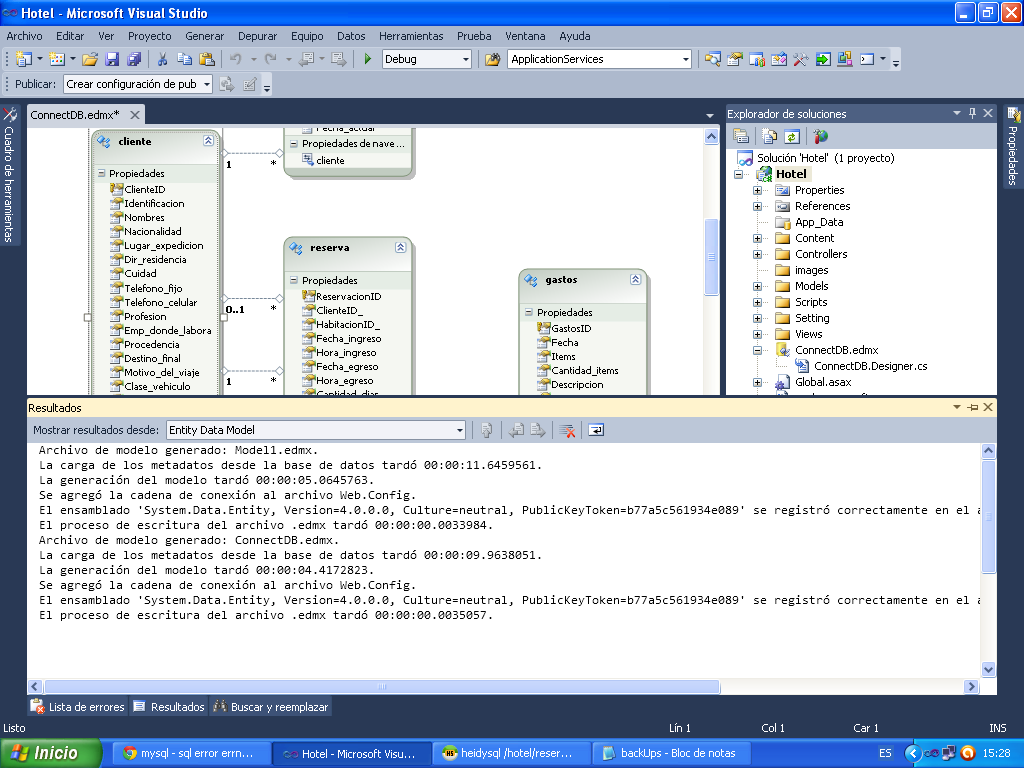 Hotel - Microsoft Visual Studio
Archivo Editar Ver Proyecto Generar Depurar Equipo Datos Herramientas Prueba Ventana Ayuda
Debug ApplicationServices
Publicar: Crear configuración de pub
Cuadro de herramientas
ConnectDB.edmx*
cliente
Propiedades
ClienteID
Identificacion
Nombres
Nacionalidad
Lugar_expedicion
Dir_residencia
Cuidad
Telefono_fijo
Telefono_celular
Profesion
Emp_donde_labora
Procedencia
Destino_final
Motivo_del_viaje
Clase_vehiculo
1 *
0..1 *
1 *
Fecha_actual
Propiedades de nave ...
cliente
reserva
Propiedades
ReservacionID
ClienteID_
HabitacionID_
Fecha_ingreso
Hora_ingreso
Fecha_egreso
Hora_egreso
Cantidad_dias
gastos
Propiedades
GastosID
Fecha
Items
Cantidad_items
Descripcion
Explorador de soluciones
Solución 'Hotel' (1 proyecto)
Hotel
Properties
References
App_Data
Content
Controllers
images
Models
Scripts
Setting
Views
ConnectDB.edmx
ConnectDB.Designer.cs
Global.asax
Propiedades
Resultados
Mostrar resultados desde: Entity Data Model
Archivo de modelo generado: Model1.edmx.
La carga de los metadatos desde la base de datos tardó 00:00:11.6459561.
La generación del modelo tardó 00:00:05.0645763.
Se agregó la cadena de conexión al archivo Web.Config.
El ensamblado 'System.Data.Entity, Version=4.0.0.0, Culture=neutral, PublicKeyToken=b77a5c561934e089' se registró correctamente en el a
El proceso de escritura del archivo .edmx tardó 00:00:00.0033984.
Archivo de modelo generado: ConnectDB.edmx.
La carga de los metadatos desde la base de datos tardó 00:00:09.9638051.
La generación del modelo tardó 00:00:04.4172823.
Se agregó la cadena de conexión al archivo Web.Config.
El ensamblado 'System.Data.Entity, Version=4.0.0.0, Culture=neutral, PublicKeyToken=b77a5c561934e089' se registró correctamente en el a
El proceso de escritura del archivo .edmx tardó 00:00:00.0035057.
Lista de errores Resultados Buscar y reemplazar
Listo Lín 1 Col 1 Car 1 INS
Inicio mysql - sql error errn... Hotel - Microsoft Visu... heidysql /hotel/reser... backUps - Bloc de notas ES 15:28